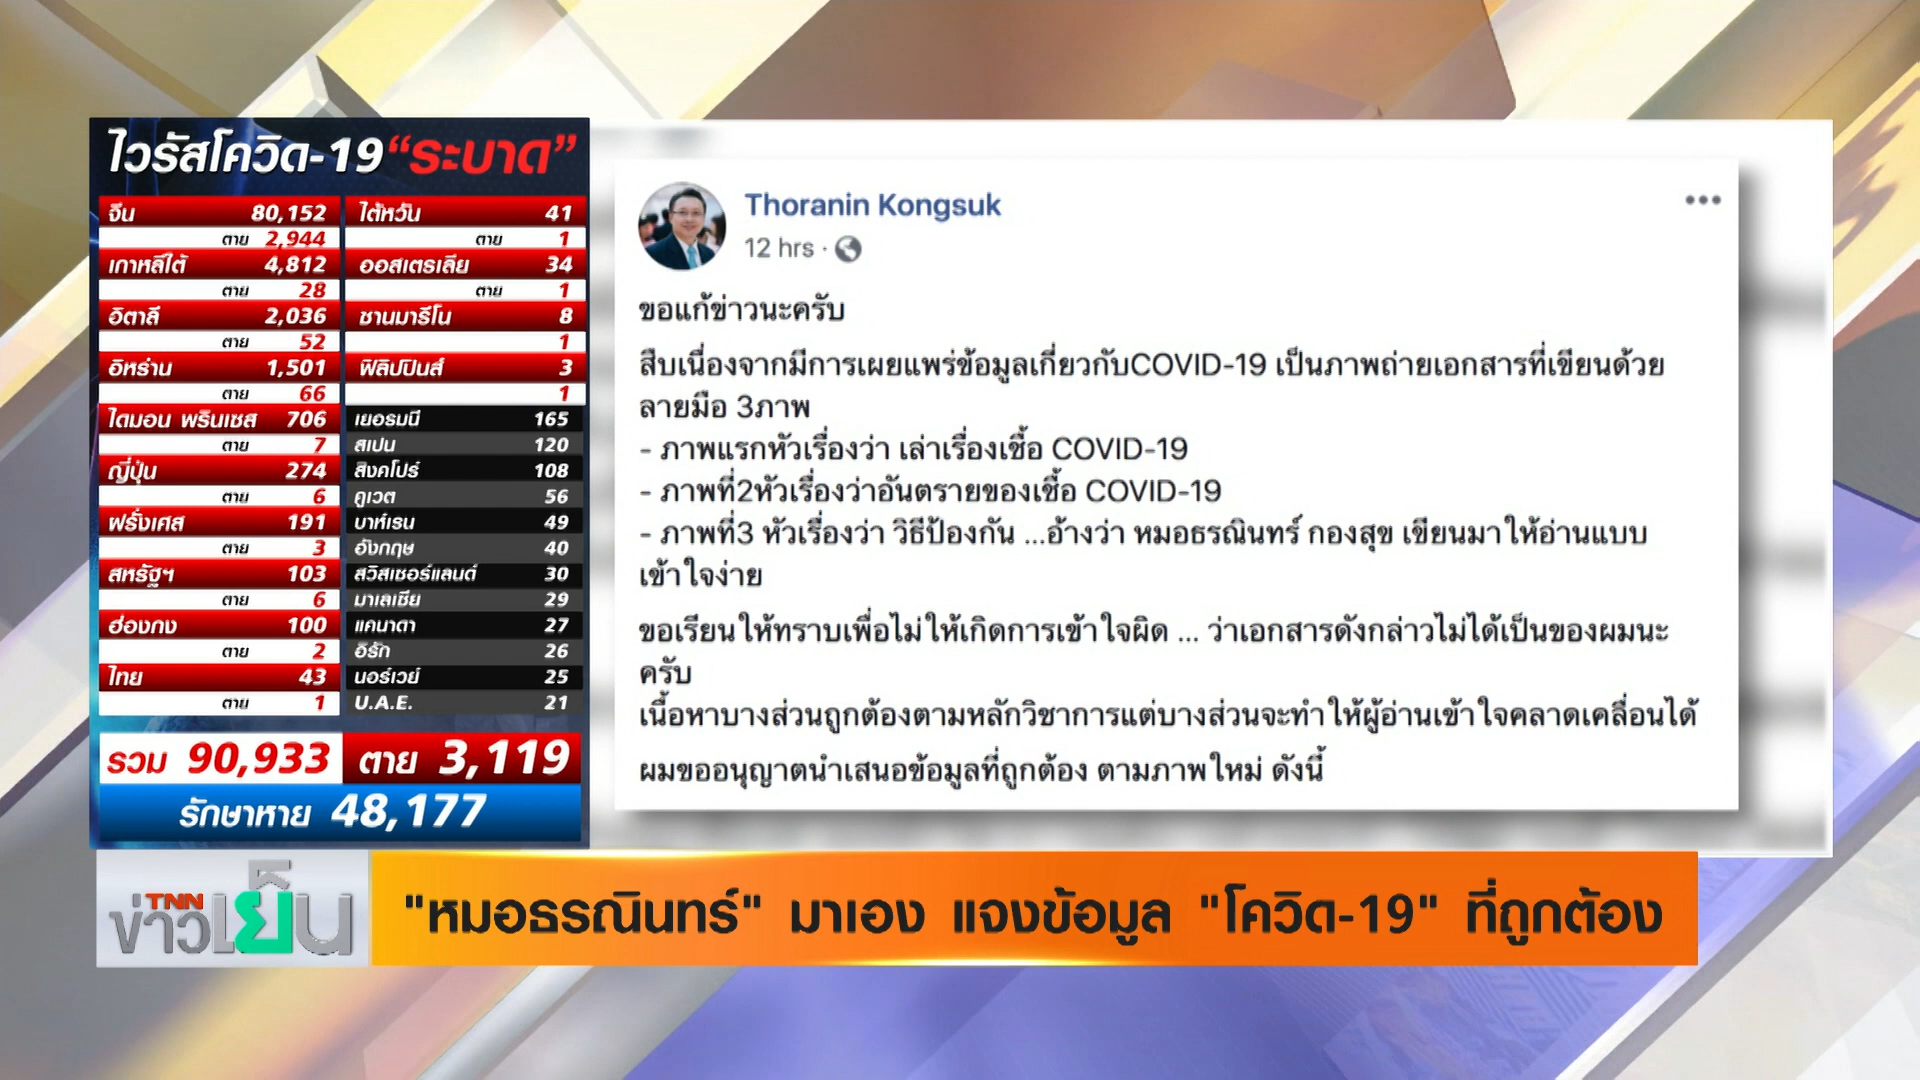 ไวรัสโควิด-19 “ระบาด”
จีน 80,152
ตาย 2,944
เกาหลีใต้ 4,812
ตาย 28
อิตาลี 2,036
ตาย 52
อิหร่าน 1,501
ตาย 66
ไดมอน พรินเซส 706
ตาย 7
ญี่ปุ่น 274
ตาย 6
ฝรั่งเศส 191
ตาย 3
สหรัฐฯ 103
ตาย 6
ฮ่องกง 100
ตาย 2
ไทย 43
ตาย 1
ไต้หวัน 41
ตาย 1
ออสเตรเลีย 34
ตาย 1
ซานมารีโน 8
1
ฟิลิปปินส์ 3
1
เยอรมนี 165
สเปน 120
สิงคโปร์ 108
คูเวต 56
บาห์เรน 49
อังกฤษ 40
สวิสเซอร์แลนด์ 30
มาเลเซีย 29
แคนาดา 27
อิรัก 26
นอร์เวย์ 25
U.A.E. 21
รวม 90,933 ตาย 3,119
รักษาหาย 48,177
Thoranin Kongsuk
12 hrs ·
ขอแก้ข่าวนะครับ
สืบเนื่องจากมีการเผยแพร่ข้อมูลเกี่ยวกับCOVID-19 เป็นภาพถ่ายเอกสารที่เขียนด้วย
ลายมือ 3ภาพ
- ภาพแรกหัวเรื่องว่า เล่าเรื่องเชื้อ COVID-19
- ภาพที่2หัวเรื่องว่าอันตรายของเชื้อ COVID-19
- ภาพที่3 หัวเรื่องว่า วิธีป้องกัน ...อ้างว่า หมอธรณินทร์ กองสุข เขียนมาให้อ่านแบบ
เข้าใจง่าย
ขอเรียนให้ทราบเพื่อไม่ให้เกิดการเข้าใจผิด ... ว่าเอกสารดังกล่าวไม่ได้เป็นของผมนะ
ครับ
เนื้อหาบางส่วนถูกต้องตามหลักวิชาการแต่บางส่วนจะทำให้ผู้อ่านเข้าใจคลาดเคลื่อนได้
ผมขออนุญาตนำเสนอข้อมูลที่ถูกต้อง ตามภาพใหม่ ดังนี้
TNN
ข่าวเย็น
"หมอธรณินทร์" มาเอง แจงข้อมูล "โควิด-19" ที่ถูกต้อง